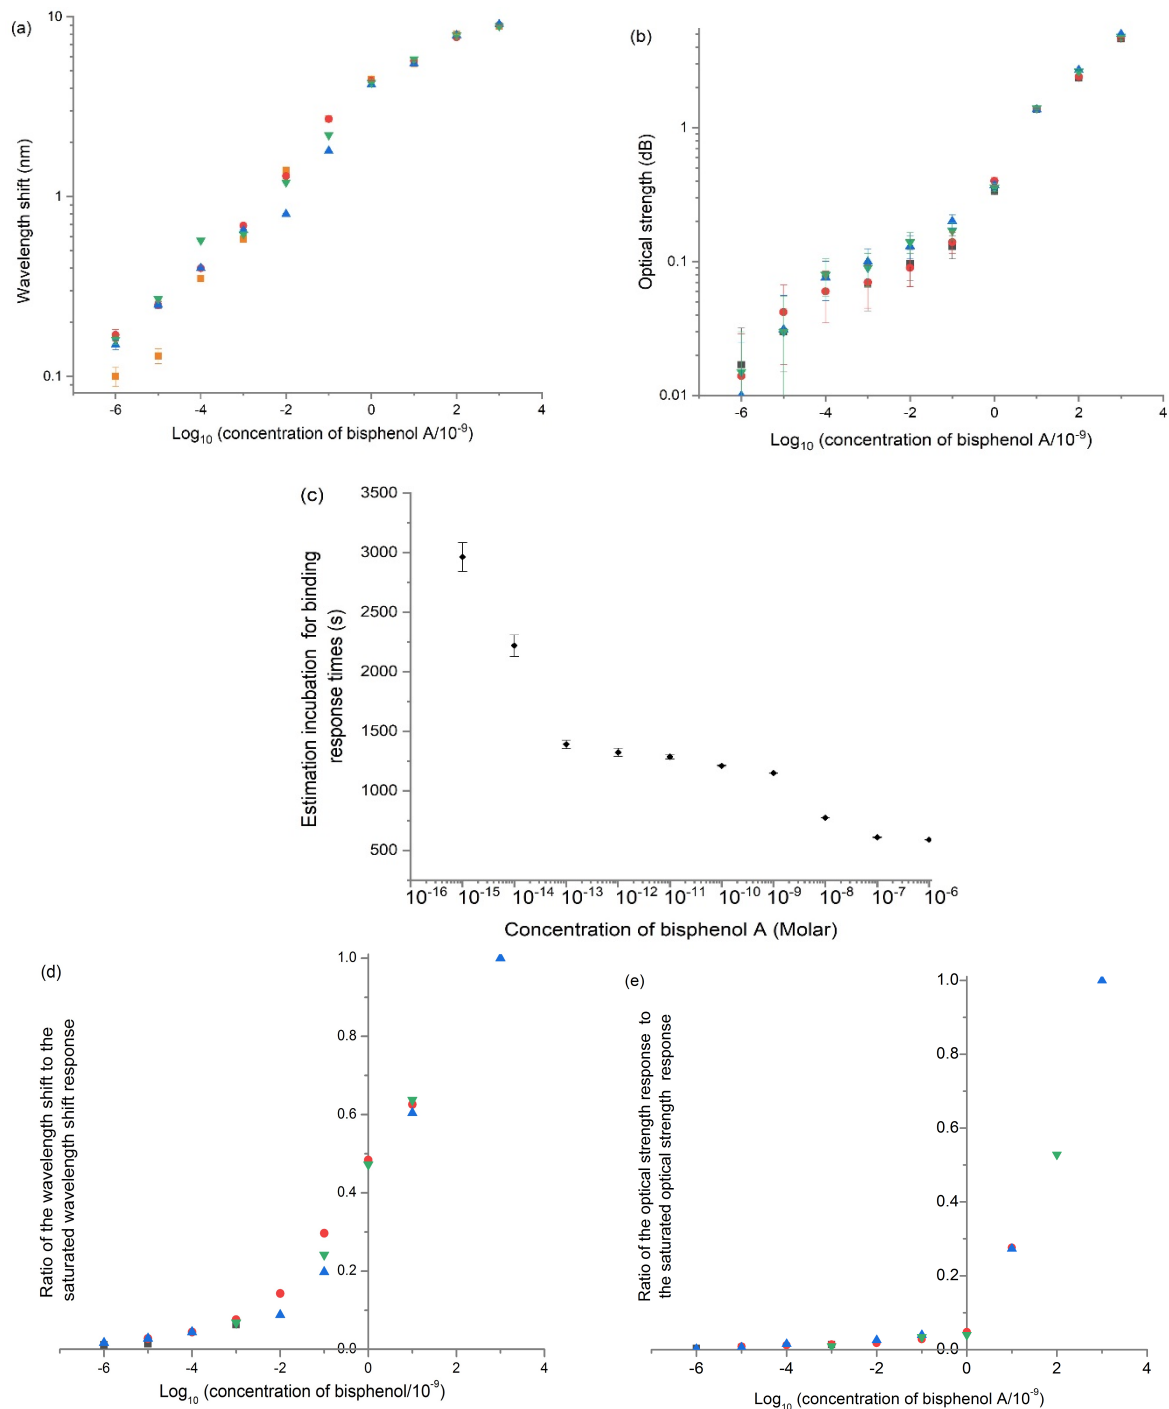 (a)
10
1
0.1
Wavelength shift (nm)
-6 -4 -2 0 2 4
Log10 (concentration of bisphenol A/10-9)
(b)
1
0.1
0.01
Optical strength (dB)
-6 -4 -2 0 2 4
Log10 (concentration of bisphenol A/10-9)
(c)
3500
3000
2500
2000
1500
1000
500
Estimation incubation for binding
response times (s)
10-16 10-15 10-14 10-13 10-12 10-11 10-10 10-9 10-8 10-7 10-6
Concentration of bisphenol A (Molar)
(d)
1.0
0.8
0.6
0.4
0.2
0.0
Ratio of the wavelength shift to the
saturated wavelength shift response
-6 -4 -2 0 2 4
Log10 (concentration of bisphenol/10-9)
(e)
1.0
0.8
0.6
0.4
0.2
0.0
Ratio of the optical strength response to
the saturated optical strength response
-6 -4 -2 0 2 4
Log10 (concentration of bisphenol A/10-9)